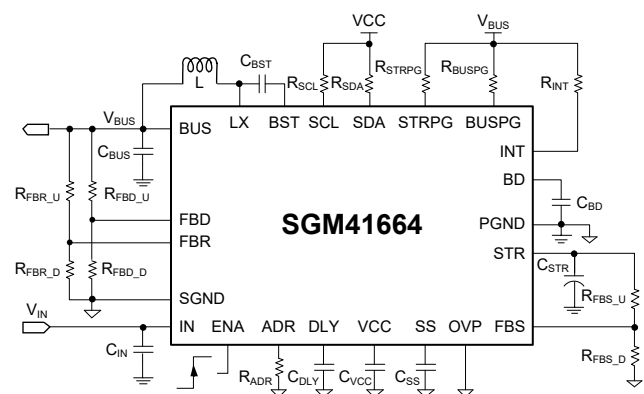 VCC
VBUS
CBST
RSCL
RSDA
RSTRPG
RBUSPG
RINT
L
VBUS
BUS
LX
BST
SCL
SDA
STRPG
BUSPG
CBUS
INT
RFBR_U
RFBD_U
BD
CBD
FBD
SGM41664
PGND
FBR
STR
RFBR_D
RFBD_D
CSTR
SGND
RFBS_U
VIN
IN
ENA
ADR
DLY
VCC
SS
OVP
FBS
CIN
RADR
CDLY
CVCC
CSS
RFBS_D